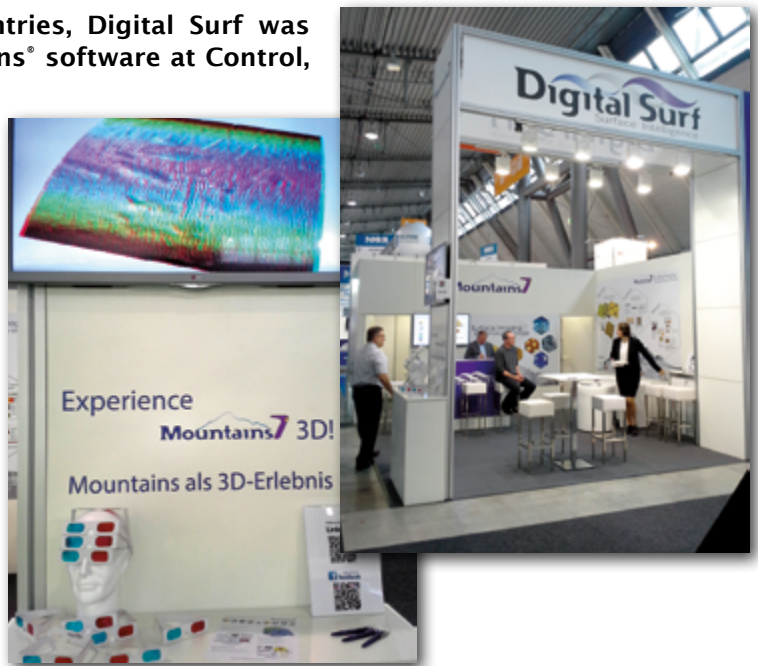 ntries, Digital Surf was
ns® software at Control,
Digital Surf
Surface Intelligence
Mountains7
Experience
Mountains7 3D!
Mountains als 3D-Erlebnis
facebook